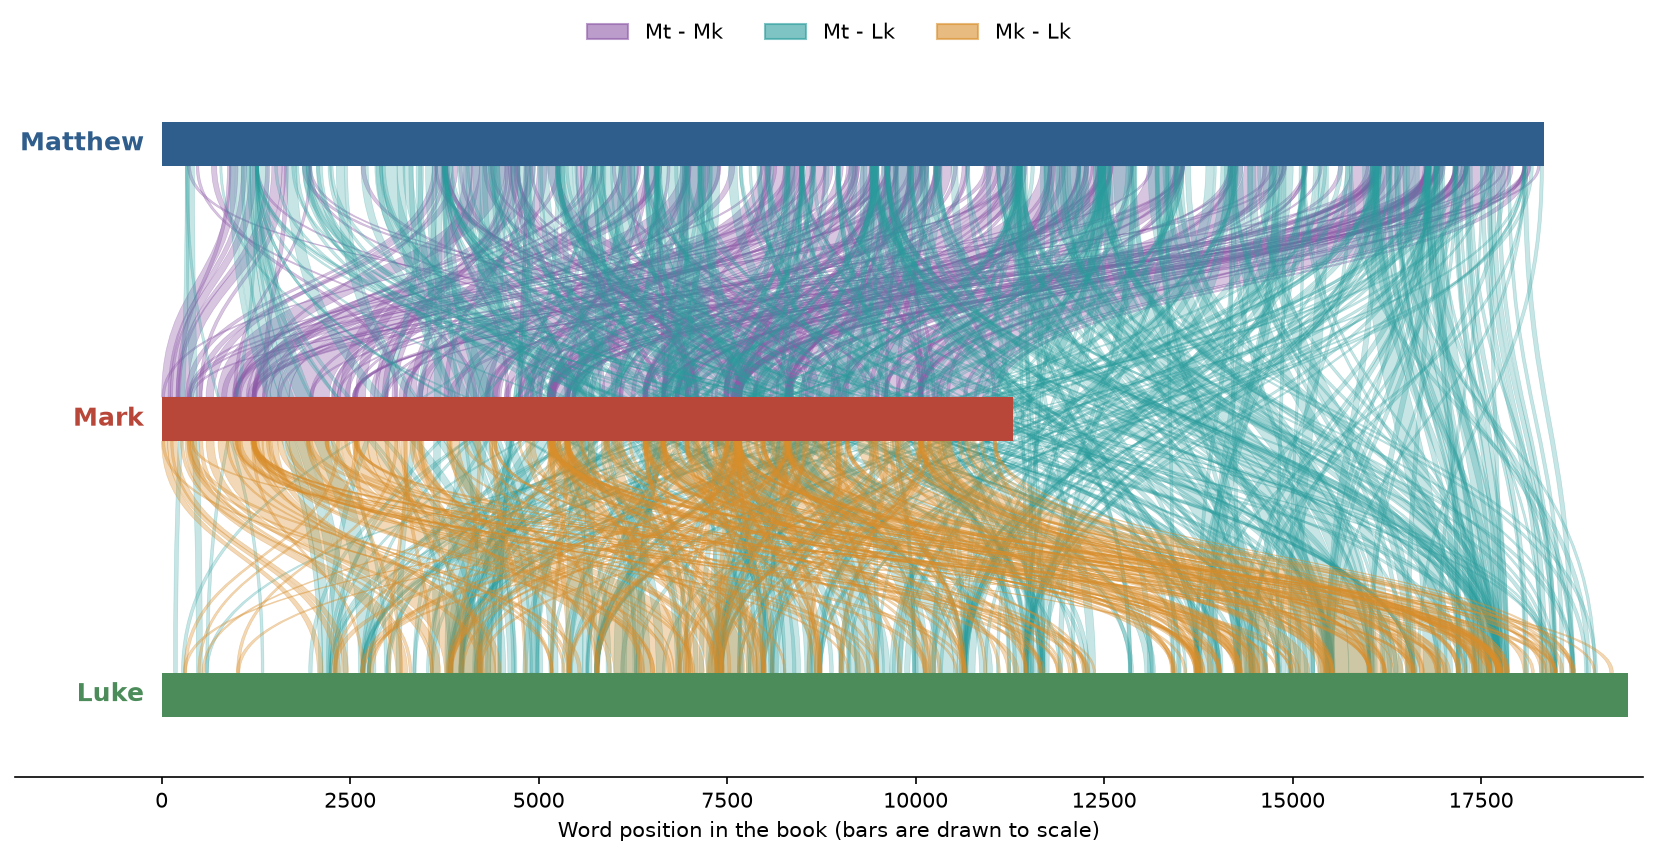 Mt - Mk Mt - Lk Mk - Lk
Matthew
Mark
Luke
0 2500 5000 7500 10000 12500 15000 17500
Word position in the book (bars are drawn to scale)